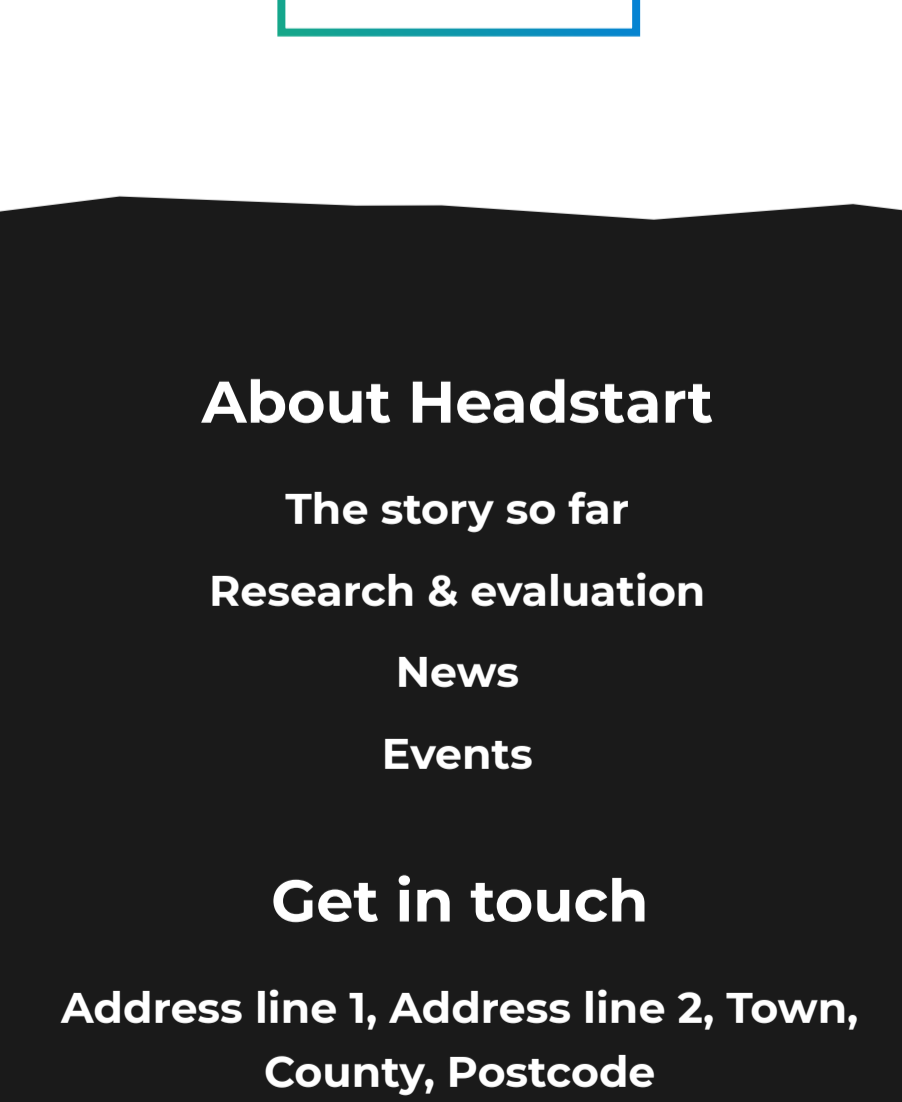 About Headstart
The story so far
Research & evaluation
News
Events
Get in touch
Address line 1, Address line 2, Town,
County, Postcode